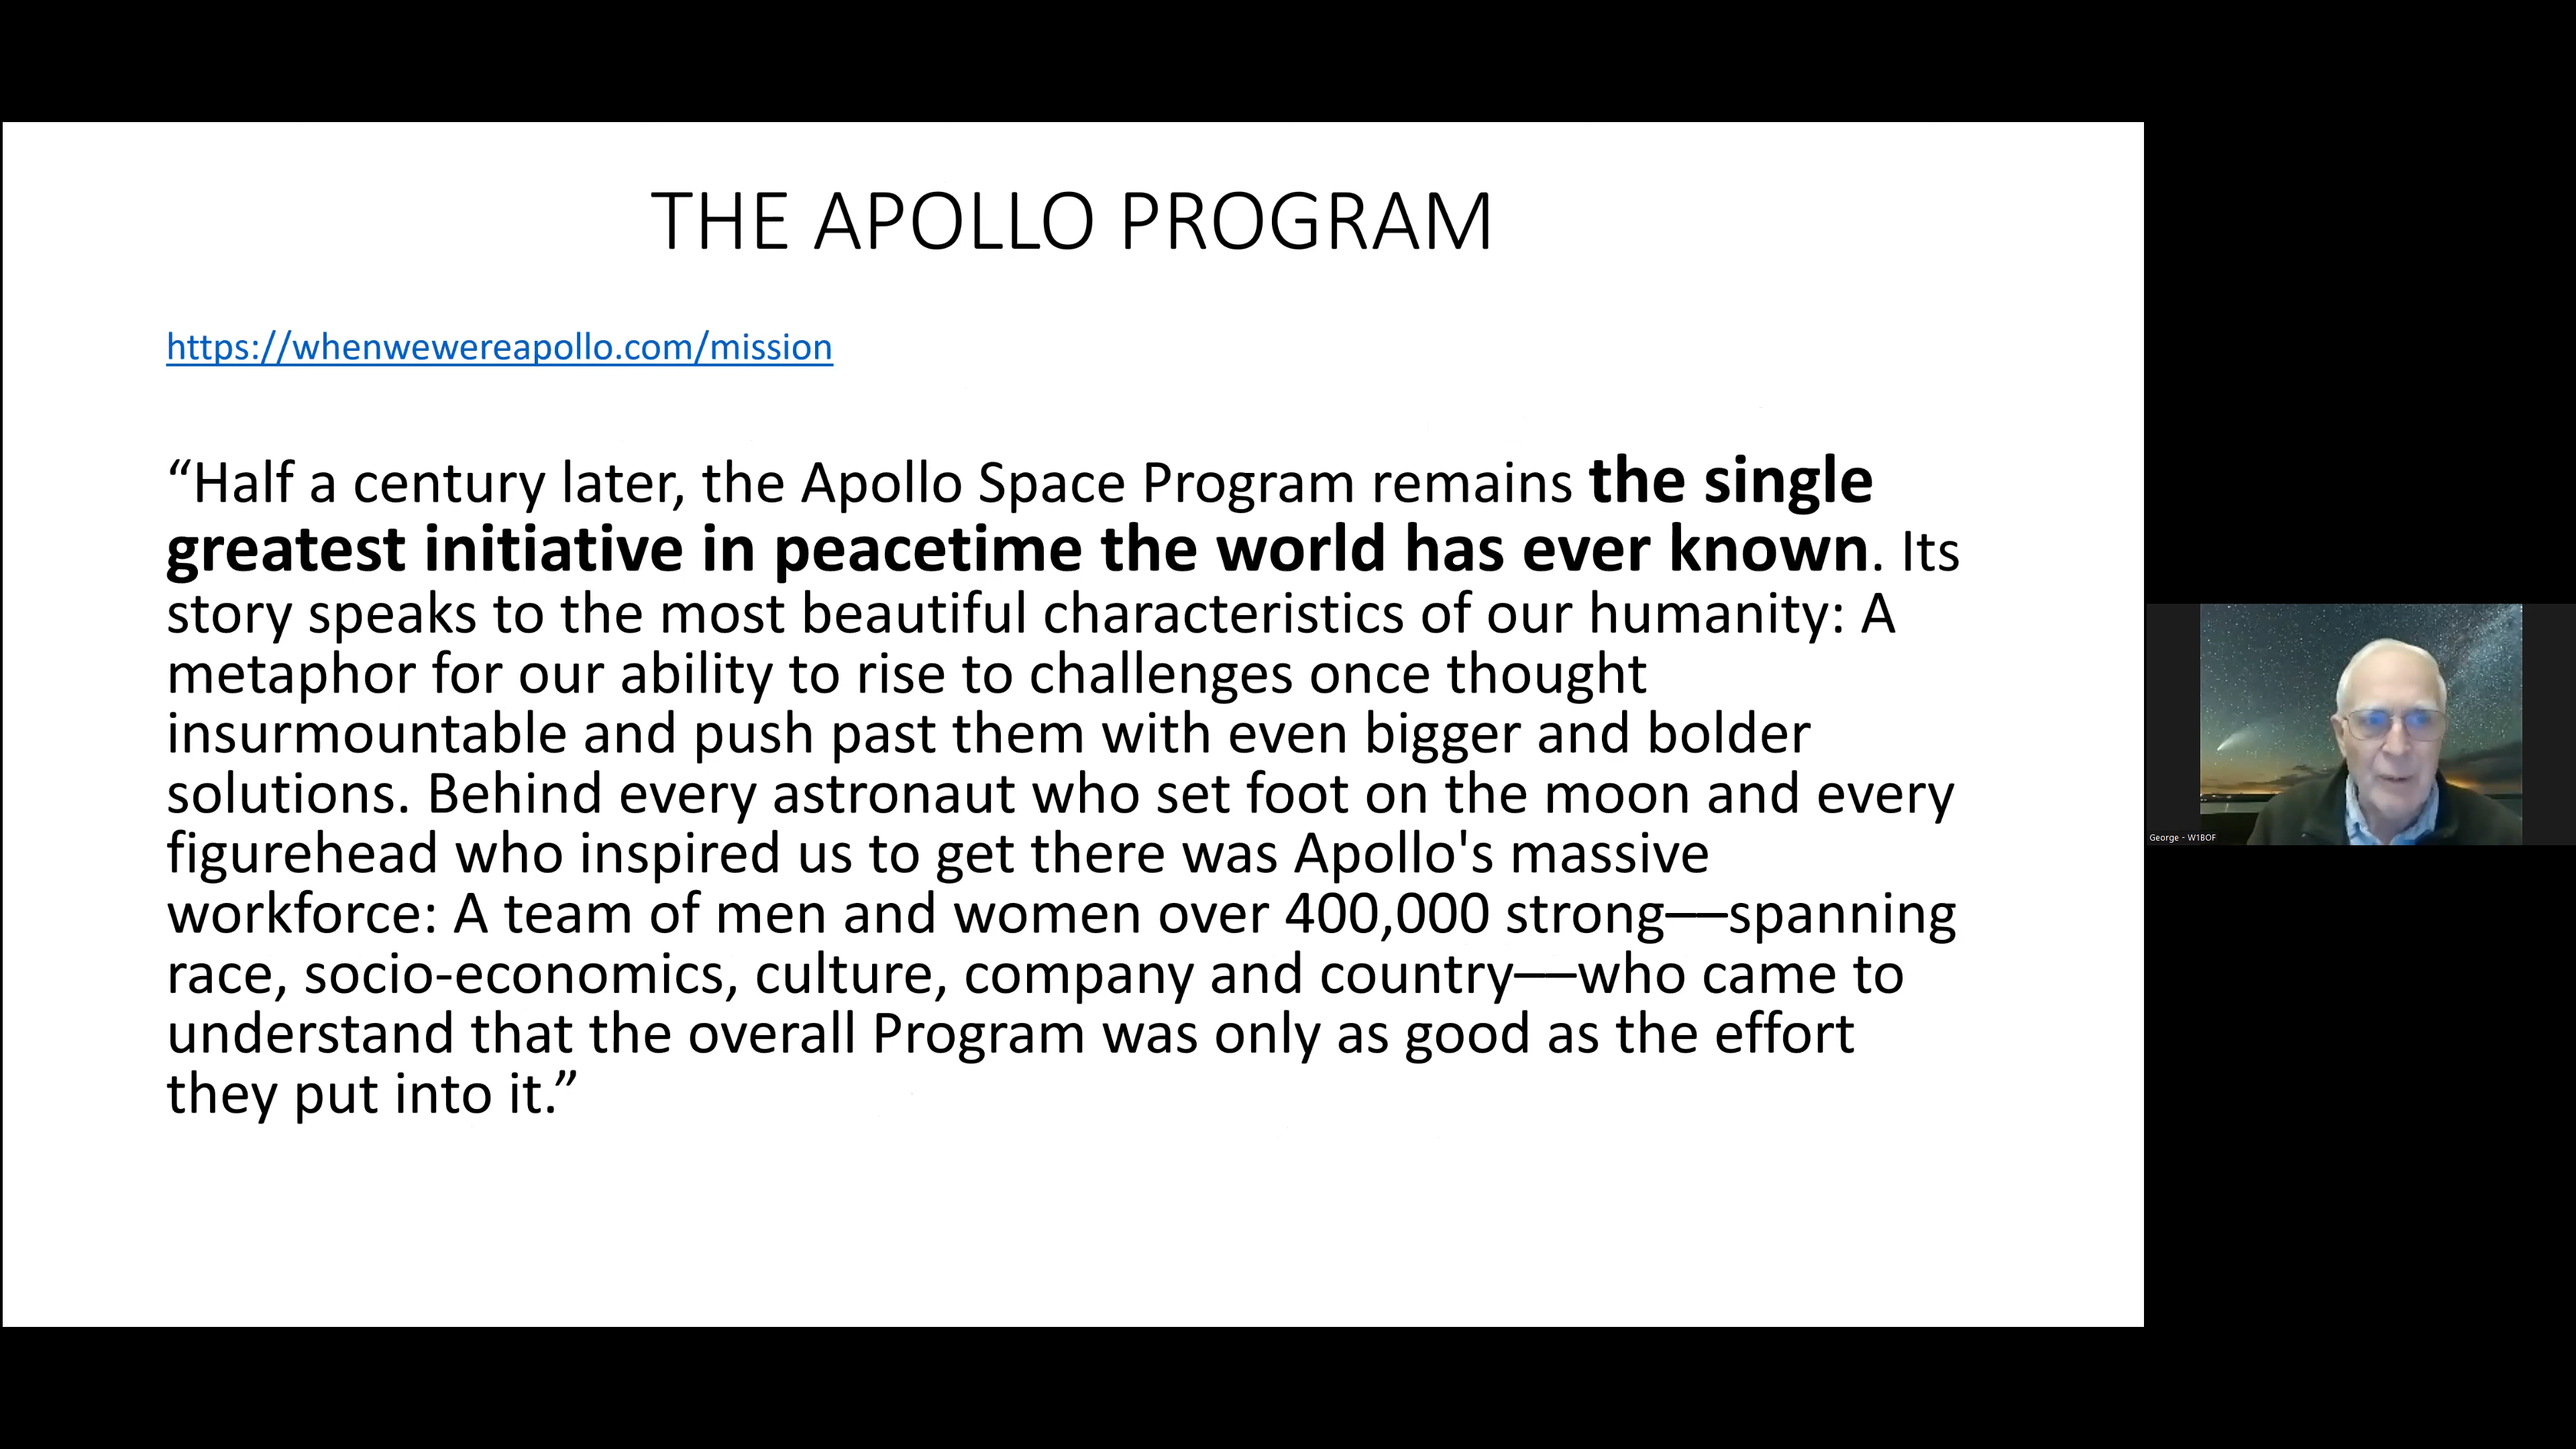 THE APOLLO PROGRAM
https://whenwewereapollo.com/mission
“Half a century later, the Apollo Space Program remains the single
greatest initiative in peacetime the world has ever known. Its
story speaks to the most beautiful characteristics of our humanity: A
metaphor for our ability to rise to challenges once thought
insurmountable and push past them with even bigger and bolder
solutions. Behind every astronaut who set foot on the moon and every
figurehead who inspired us to get there was Apollo's massive
workforce: A team of men and women over 400,000 strong––spanning
race, socio-economics, culture, company and country––who came to
understand that the overall Program was only as good as the effort
they put into it.”
George - W1BOF